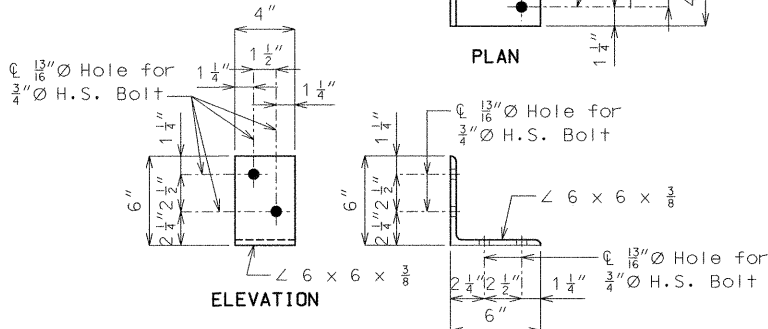 4"
1 1/2"
1 1/4"
1 1/4"
℄ 13/16"Ø Hole for
3/4"Ø H.S. Bolt
1 1/4"
2 1/2"
2 1/4"
6"
∠ 6 x 6 x 3/8
ELEVATION
1 1/4"
PLAN
℄ 13/16"Ø Hole for
3/4"Ø H.S. Bolt
1 1/4"
2 1/2"
2 1/4"
6"
∠ 6 x 6 x 3/8
℄ 13/16"Ø Hole for
3/4"Ø H.S. Bolt
2 1/4"
2 1/2"
1 1/4"
6"